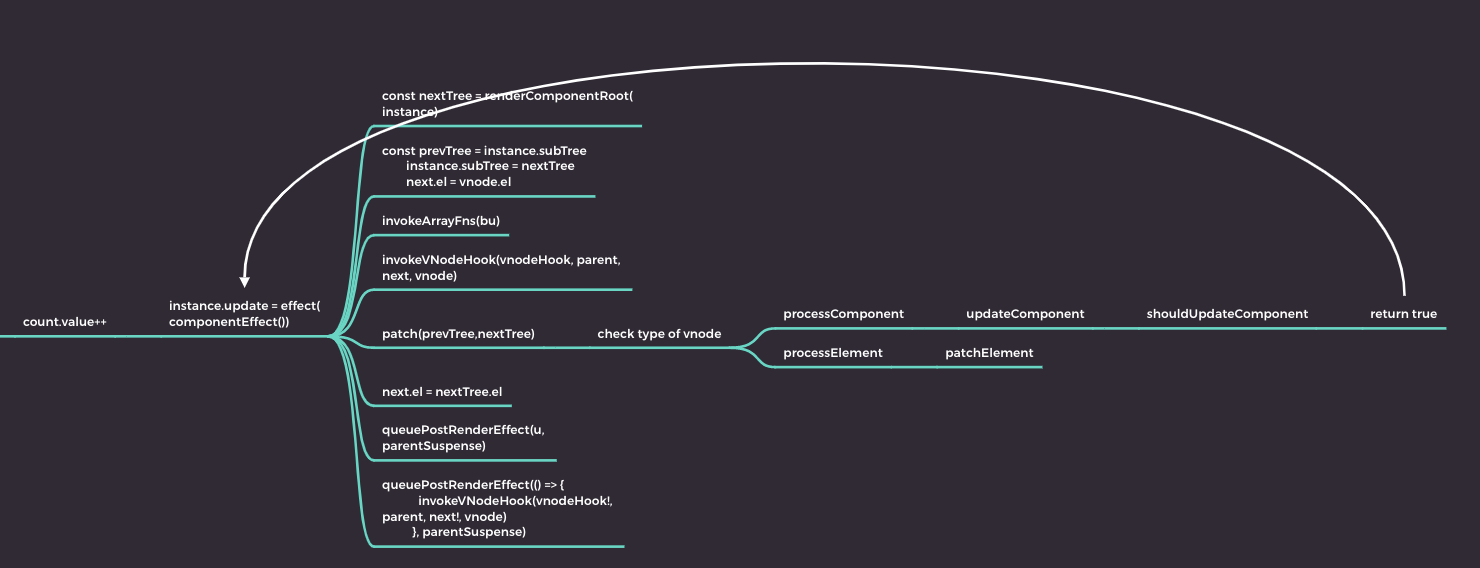 const nextTree = renderComponentRoot(
instance)
const prevTree = instance.subTree
instance.subTree = nextTree
next.el = vnode.el
invokeArrayFns(bu)
invokeVNodeHook(vnodeHook, parent,
next, vnode)
instance.update = effect(
componentEffect())
count.value++
patch(prevTree,nextTree)
check type of vnode
processComponent
updateComponent
shouldUpdateComponent
return true
processElement
patchElement
next.el = nextTree.el
queuePostRenderEffect(u,
parentSuspense)
queuePostRenderEffect(() => {
invokeVNodeHook(vnodeHook!,
parent, next!, vnode)
}, parentSuspense)